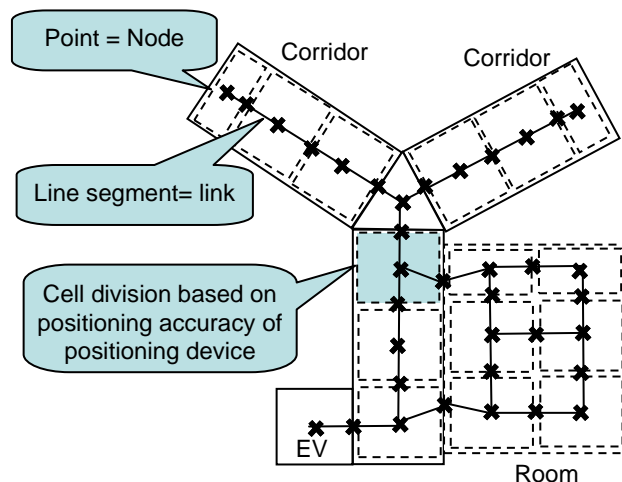 Point = Node
Corridor
Corridor
Line segment= link
Cell division based on
positioning accuracy of
positioning device
EV
Room